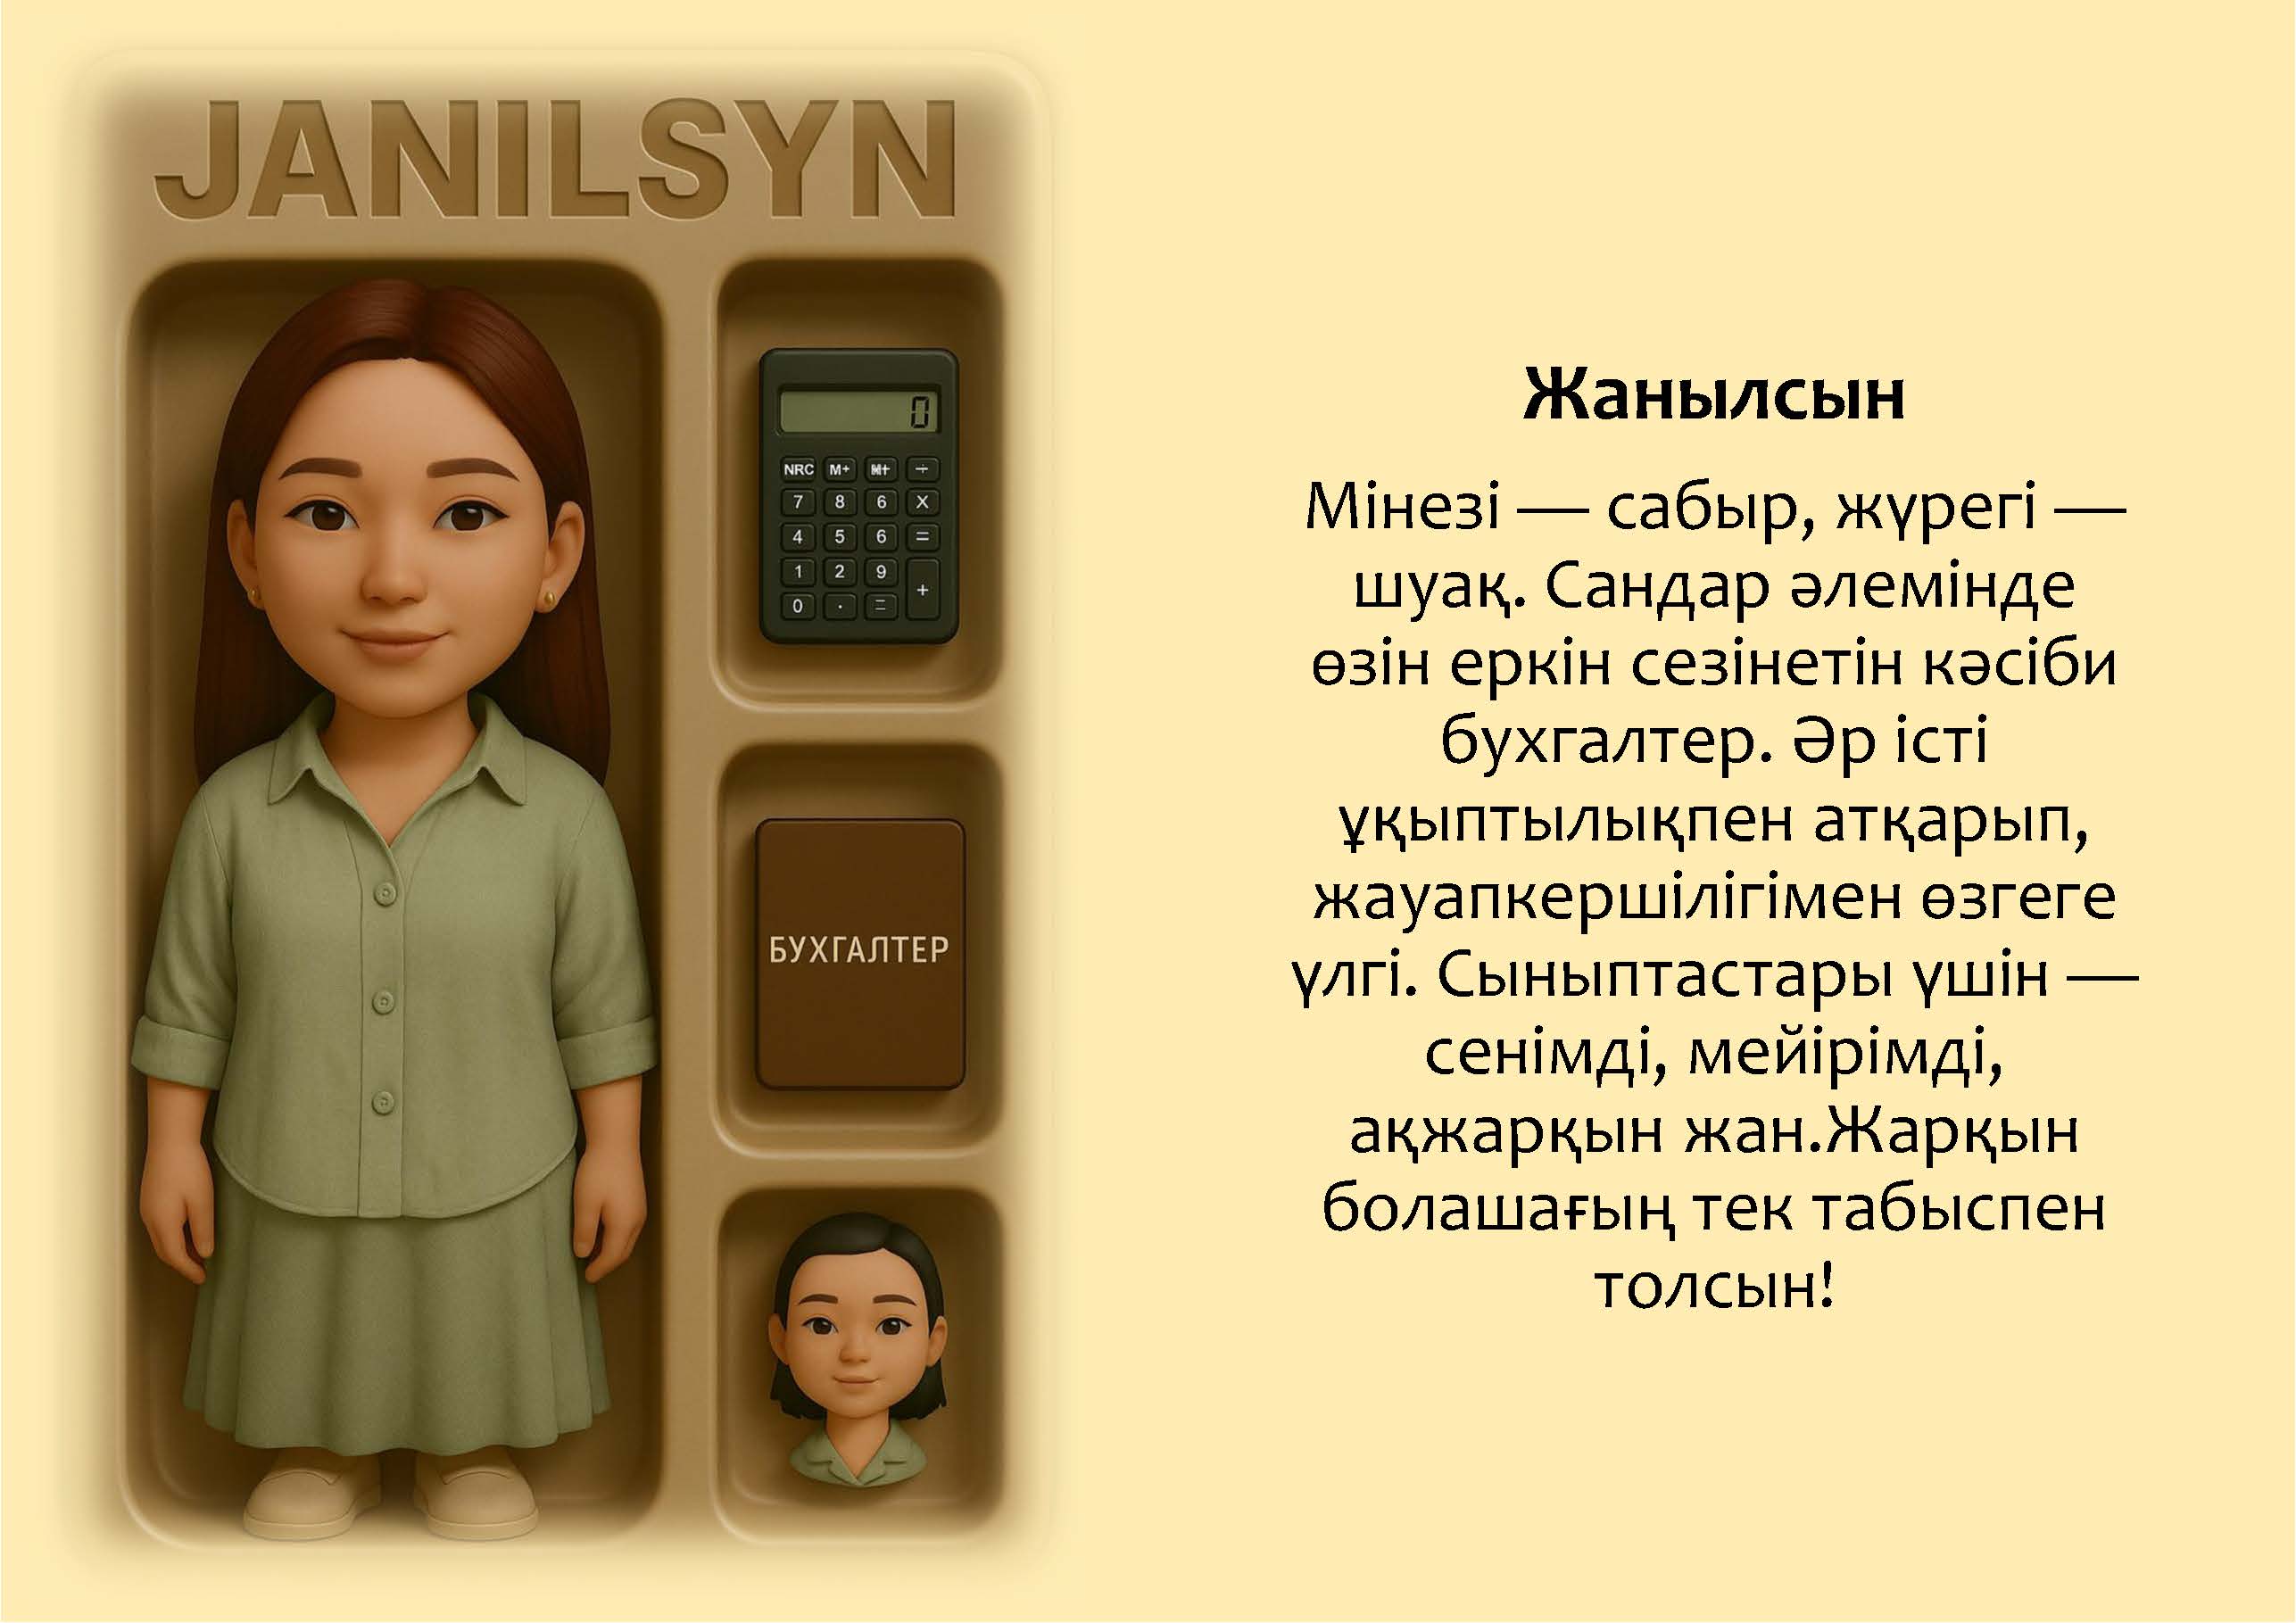 JANILSYN
0
NRC M+ ÷
7 8 6 X
4 5 6 =
1 2 9 +
0 . =
БУХГАЛТЕР
Жанылсын
Мінезі — сабыр, жүрегі —
шуақ. Сандар әлемінде
өзін еркін сезінетін кәсіби
бухгалтер. Әр істі
ұқыптылықпен атқарып,
жауапкершілігімен өзгеге
үлгі. Сыныптастары үшін —
сенімді, мейірімді,
ақжарқын жан.Жарқын
болашағың тек табыспен
толсын!